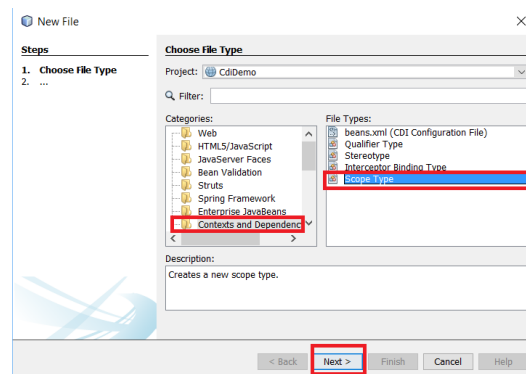 New File
Steps
1. Choose File Type
2. ...
Choose File Type
Project: CdiDemo
Filter:
Categories:
Web
HTML5/JavaScript
JavaServer Faces
Bean Validation
Struts
Spring Framework
Enterprise JavaBeans
Contexts and Dependenc
File Types:
beans.xml (CDI Configuration File)
Qualifier Type
Stereotype
Interceptor Binding Type
Scope Type
Description:
Creates a new scope type.
< Back Next > Finish Cancel Help